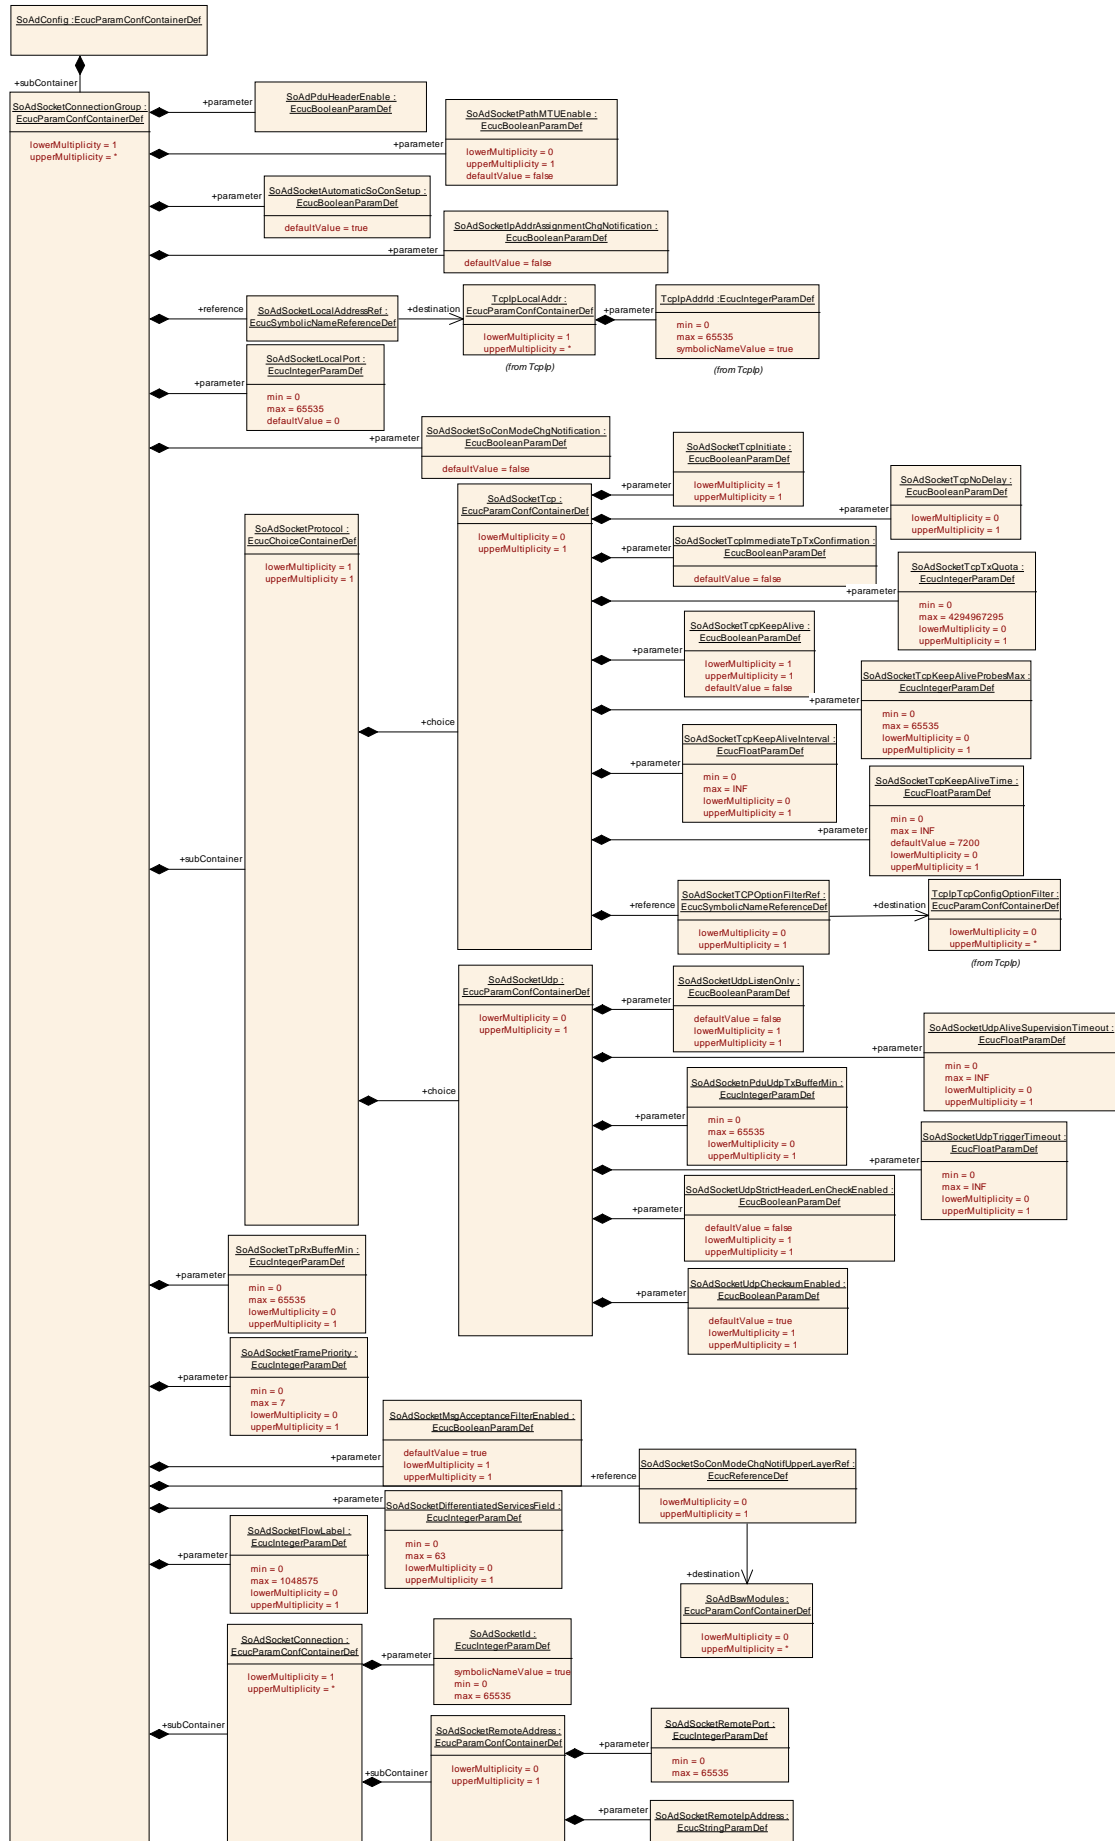 SoAdConfig :EcucParamConfContainerDef
+subContainer
SoAdSocketConnectionGroup :
EcucParamConfContainerDef
lowerMultiplicity = 1
upperMultiplicity = *
+parameter
SoAdPduHeaderEnable :
EcucBooleanParamDef
+parameter
SoAdSocketPathMTUEnable :
EcucBooleanParamDef
lowerMultiplicity = 0
upperMultiplicity = 1
defaultValue = false
+parameter
SoAdSocketAutomaticSoConSetup :
EcucBooleanParamDef
defaultValue = true
+parameter
SoAdSocketIpAddrAssignmentChgNotification :
EcucBooleanParamDef
defaultValue = false
+reference
SoAdSocketLocalAddressRef :
EcucSymbolicNameReferenceDef
+destination
TcpIpLocalAddr :
EcucParamConfContainerDef
lowerMultiplicity = 1
upperMultiplicity = *
(from TcpIp)
+parameter
TcpIpAddrId :EcucIntegerParamDef
min = 0
max = 65535
symbolicNameValue = true
(from TcpIp)
+parameter
SoAdSocketLocalPort :
EcucIntegerParamDef
min = 0
max = 65535
defaultValue = 0
+parameter
SoAdSocketSoConModeChgNotification :
EcucBooleanParamDef
defaultValue = false
+subContainer
SoAdSocketProtocol :
EcucChoiceContainerDef
lowerMultiplicity = 1
upperMultiplicity = 1
+choice
SoAdSocketTcp :
EcucParamConfContainerDef
lowerMultiplicity = 0
upperMultiplicity = 1
+parameter
SoAdSocketTcpInitiate :
EcucBooleanParamDef
lowerMultiplicity = 1
upperMultiplicity = 1
+parameter
SoAdSocketTcpNoDelay :
EcucBooleanParamDef
lowerMultiplicity = 0
upperMultiplicity = 1
+parameter
SoAdSocketTcpImmediateTpTxConfirmation :
EcucBooleanParamDef
defaultValue = false
+parameter
SoAdSocketTcpTxQuota :
EcucIntegerParamDef
min = 0
max = 4294967295
lowerMultiplicity = 0
upperMultiplicity = 1
+parameter
SoAdSocketTcpKeepAlive :
EcucBooleanParamDef
lowerMultiplicity = 1
upperMultiplicity = 1
defaultValue = false
+parameter
SoAdSocketTcpKeepAliveProbesMax :
EcucIntegerParamDef
min = 0
max = 65535
lowerMultiplicity = 0
upperMultiplicity = 1
+parameter
SoAdSocketTcpKeepAliveInterval :
EcucFloatParamDef
min = 0
max = INF
lowerMultiplicity = 0
upperMultiplicity = 1
+parameter
SoAdSocketTcpKeepAliveTime :
EcucFloatParamDef
min = 0
max = INF
defaultValue = 7200
lowerMultiplicity = 0
upperMultiplicity = 1
+reference
SoAdSocketTCPOptionFilterRef :
EcucSymbolicNameReferenceDef
lowerMultiplicity = 0
upperMultiplicity = 1
+destination
TcpIpTcpConfigOptionFilter :
EcucParamConfContainerDef
lowerMultiplicity = 0
upperMultiplicity = *
(from TcpIp)
+choice
SoAdSocketUdp :
EcucParamConfContainerDef
lowerMultiplicity = 0
upperMultiplicity = 1
+parameter
SoAdSocketUdpListenOnly :
EcucBooleanParamDef
defaultValue = false
lowerMultiplicity = 1
upperMultiplicity = 1
+parameter
SoAdSocketUdpAliveSupervisionTimeout :
EcucFloatParamDef
min = 0
max = INF
lowerMultiplicity = 0
upperMultiplicity = 1
+parameter
SoAdSocketnPduUdpTxBufferMin :
EcucIntegerParamDef
min = 0
max = 65535
lowerMultiplicity = 0
upperMultiplicity = 1
+parameter
SoAdSocketUdpTriggerTimeout :
EcucFloatParamDef
min = 0
max = INF
lowerMultiplicity = 0
upperMultiplicity = 1
+parameter
SoAdSocketUdpStrictHeaderLenCheckEnabled :
EcucBooleanParamDef
defaultValue = false
lowerMultiplicity = 1
upperMultiplicity = 1
+parameter
SoAdSocketUdpChecksumEnabled :
EcucBooleanParamDef
defaultValue = true
lowerMultiplicity = 1
upperMultiplicity = 1
+parameter
SoAdSocketTpRxBufferMin :
EcucIntegerParamDef
min = 0
max = 65535
lowerMultiplicity = 0
upperMultiplicity = 1
+parameter
SoAdSocketFramePriority :
EcucIntegerParamDef
min = 0
max = 7
lowerMultiplicity = 0
upperMultiplicity = 1
+parameter
SoAdSocketMsgAcceptanceFilterEnabled :
EcucBooleanParamDef
defaultValue = true
lowerMultiplicity = 1
upperMultiplicity = 1
+reference
SoAdSocketSoConModeChgNotifUpperLayerRef :
EcucReferenceDef
lowerMultiplicity = 0
upperMultiplicity = 1
+destination
SoAdBswModules :
EcucParamConfContainerDef
lowerMultiplicity = 0
upperMultiplicity = *
+parameter
SoAdSocketDifferentiatedServicesField :
EcucIntegerParamDef
min = 0
max = 63
lowerMultiplicity = 0
upperMultiplicity = 1
+parameter
SoAdSocketFlowLabel :
EcucIntegerParamDef
min = 0
max = 1048575
lowerMultiplicity = 0
upperMultiplicity = 1
+subContainer
SoAdSocketConnection :
EcucParamConfContainerDef
lowerMultiplicity = 1
upperMultiplicity = *
+parameter
SoAdSocketId :
EcucIntegerParamDef
symbolicNameValue = true
min = 0
max = 65535
+subContainer
SoAdSocketRemoteAddress :
EcucParamConfContainerDef
lowerMultiplicity = 0
upperMultiplicity = 1
+parameter
SoAdSocketRemotePort :
EcucIntegerParamDef
min = 0
max = 65535
+parameter
SoAdSocketRemoteIpAddress :
EcucStringParamDef